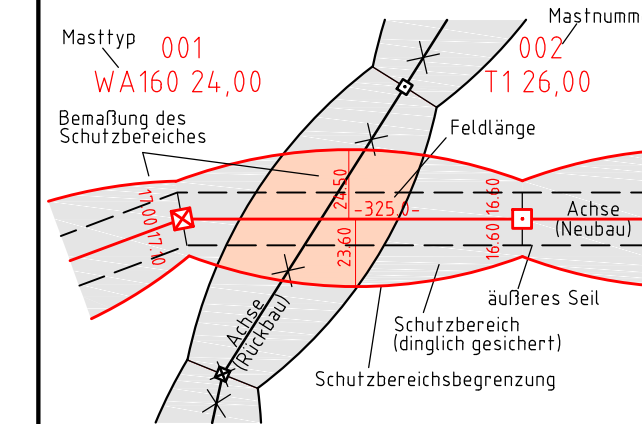 Mastnumm
Masttyp
001
002
WA160 24,00
T1 26,00
Bemaßung des
Schutzbereiches
Feldlänge
24.50
17.00
16.60
-325.0-
Achse
(Neubau)
17.10
23.60
16.60
äußeres Seil
Achse
(Rückbau)
Schutzbereich
(dinglich gesichert)
Schutzbereichsbegrenzung